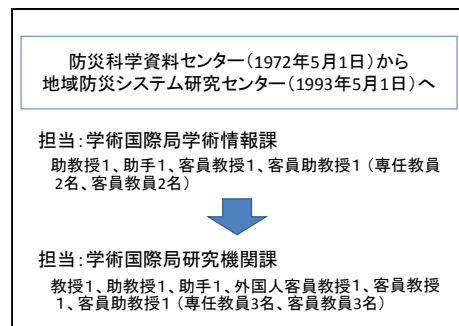 防災科学資料センター（1972年5月1日）から
地域防災システム研究センター（1993年5月1日）へ
担当：学術国際局学術情報課
助教授1、助手1、客員教授1、客員助教授1 （専任教員
2名、客員教員2名）
担当：学術国際局研究機関課
教授1、助教授1、助手1、外国人客員教授1、客員教授
1、客員助教授1 （専任教員3名、客員教員3名）